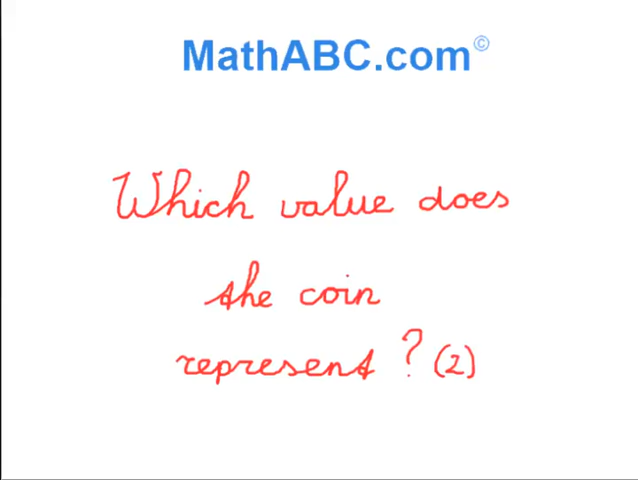 MathABC.com©
Which value does
the coin
represent? (2)